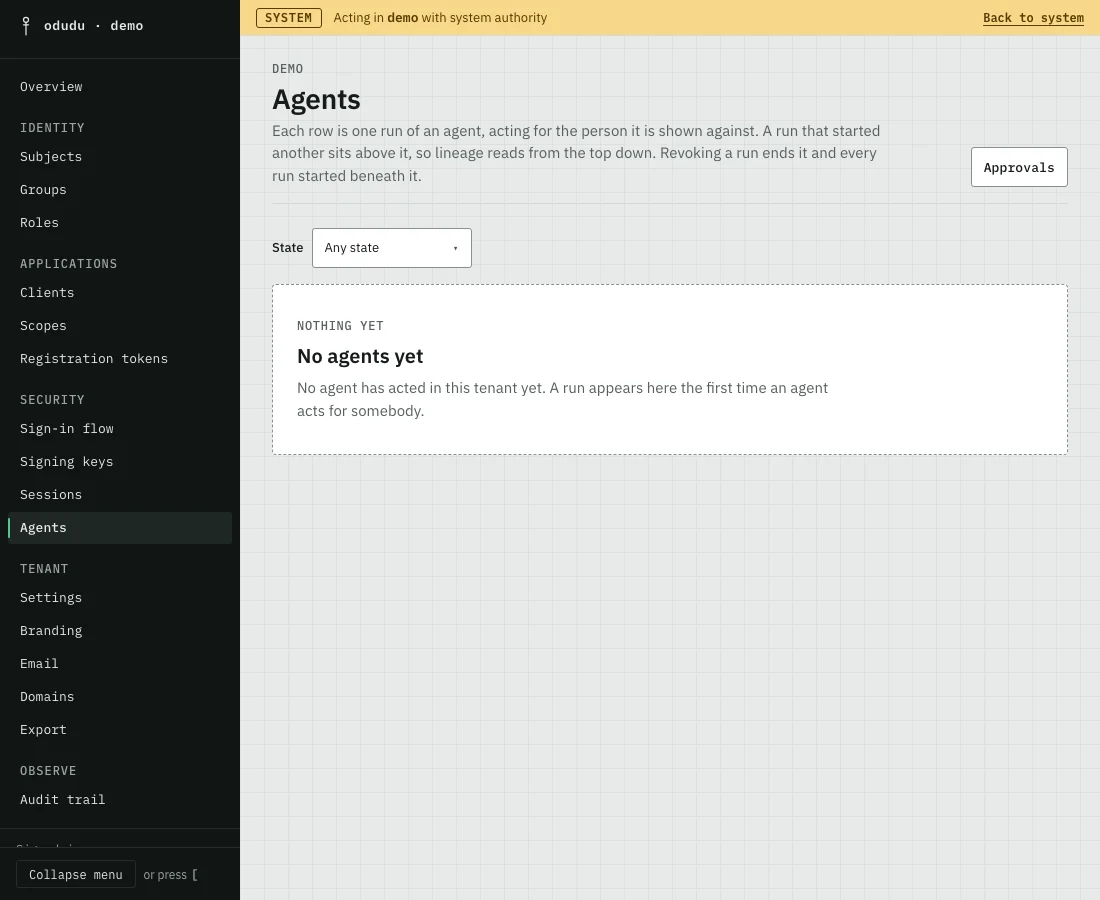 odudu · demo
SYSTEM Acting in demo with system authority Back to system
Overview
IDENTITY
Subjects
Groups
Roles
APPLICATIONS
Clients
Scopes
Registration tokens
SECURITY
Sign-in flow
Signing keys
Sessions
Agents
TENANT
Settings
Branding
Email
Domains
Export
OBSERVE
Audit trail
Collapse menu or press [
DEMO
Agents
Each row is one run of an agent, acting for the person it is shown against. A run that started
another sits above it, so lineage reads from the top down. Revoking a run ends it and every
run started beneath it.
Approvals
State Any state
NOTHING YET
No agents yet
No agent has acted in this tenant yet. A run appears here the first time an agent
acts for somebody.